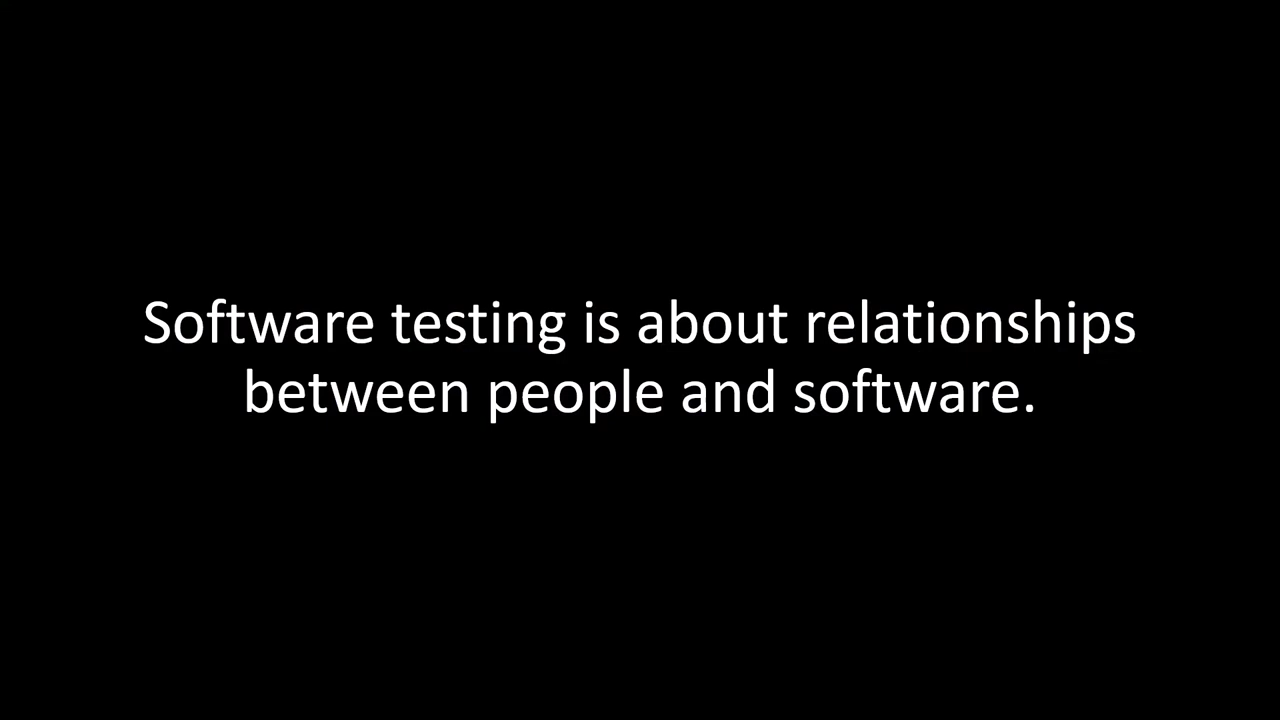 Software testing is about relationships
between people and software.